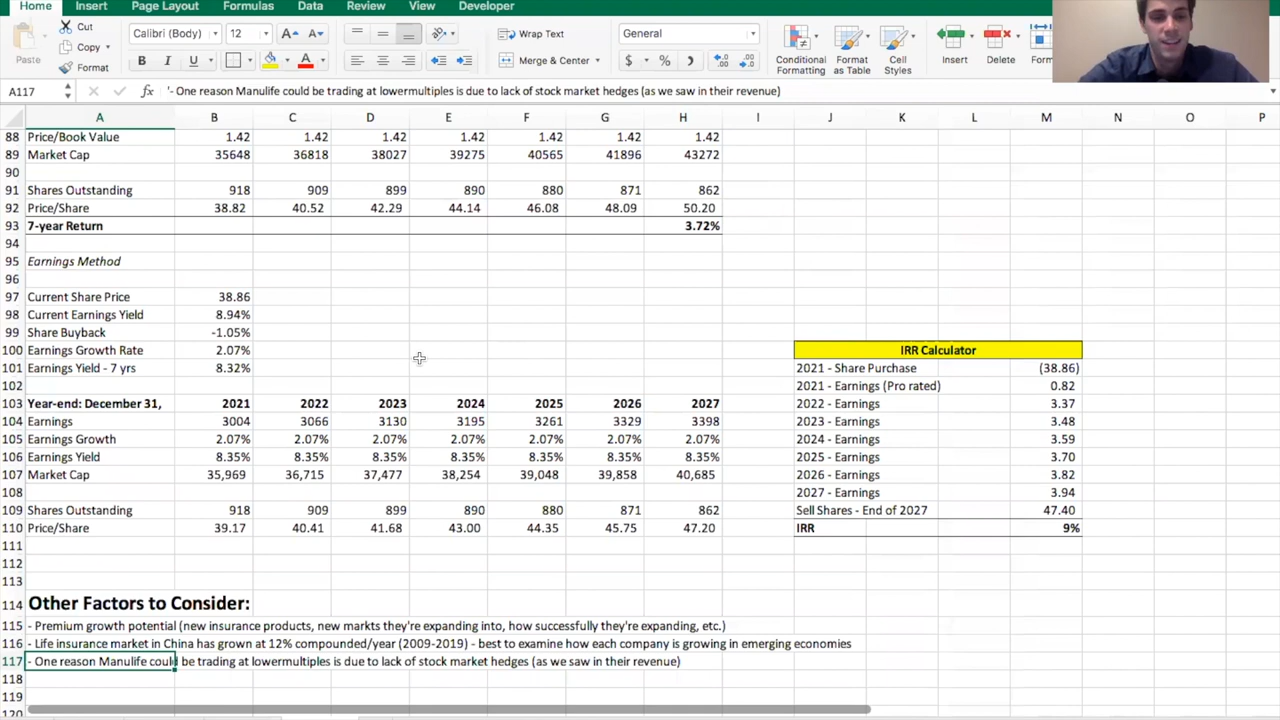 Home Insert Page Layout Formulas Data Review View Developer
Cut Calibri (Body) 12 A A Wrap Text General
Copy Format B I U A Merge & Center $ % Conditional Formatting Format as Table Cell Styles Insert Delete
A117 fx '- One reason Manulife could be trading at lowermultiples is due to lack of stock market hedges (as we saw in their revenue)
A B C D E F G H I J K L M N O P
88 Price/Book Value 1.42 1.42 1.42 1.42 1.42 1.42 1.42
89 Market Cap 35648 36818 38027 39275 40565 41896 43272
90
91 Shares Outstanding 918 909 899 890 880 871 862
92 Price/Share 38.82 40.52 42.29 44.14 46.08 48.09 50.20
93 7-year Return 3.72%
94
95 Earnings Method
96
97 Current Share Price 38.86
98 Current Earnings Yield 8.94%
99 Share Buyback -1.05%
100 Earnings Growth Rate 2.07% IRR Calculator
101 Earnings Yield - 7 yrs 8.32% 2021 - Share Purchase (38.86)
102 2021 - Earnings (Pro rated) 0.82
103 Year-end: December 31, 2021 2022 2023 2024 2025 2026 2027 2022 - Earnings 3.37
104 Earnings 3004 3066 3130 3195 3261 3329 3398 2023 - Earnings 3.48
105 Earnings Growth 2.07% 2.07% 2.07% 2.07% 2.07% 2.07% 2.07% 2024 - Earnings 3.59
106 Earnings Yield 8.35% 8.35% 8.35% 8.35% 8.35% 8.35% 8.35% 2025 - Earnings 3.70
107 Market Cap 35,969 36,715 37,477 38,254 39,048 39,858 40,685 2026 - Earnings 3.82
108 2027 - Earnings 3.94
109 Shares Outstanding 918 909 899 890 880 871 862 Sell Shares - End of 2027 47.40
110 Price/Share 39.17 40.41 41.68 43.00 44.35 45.75 47.20 IRR 9%
111
112
113
114 Other Factors to Consider:
115 - Premium growth potential (new insurance products, new markts they're expanding into, how successfully they're expanding, etc.)
116 - Life insurance market in China has grown at 12% compounded/year (2009-2019) - best to examine how each company is growing in emerging economies
117 - One reason Manulife could be trading at lowermultiples is due to lack of stock market hedges (as we saw in their revenue)
118
119
120